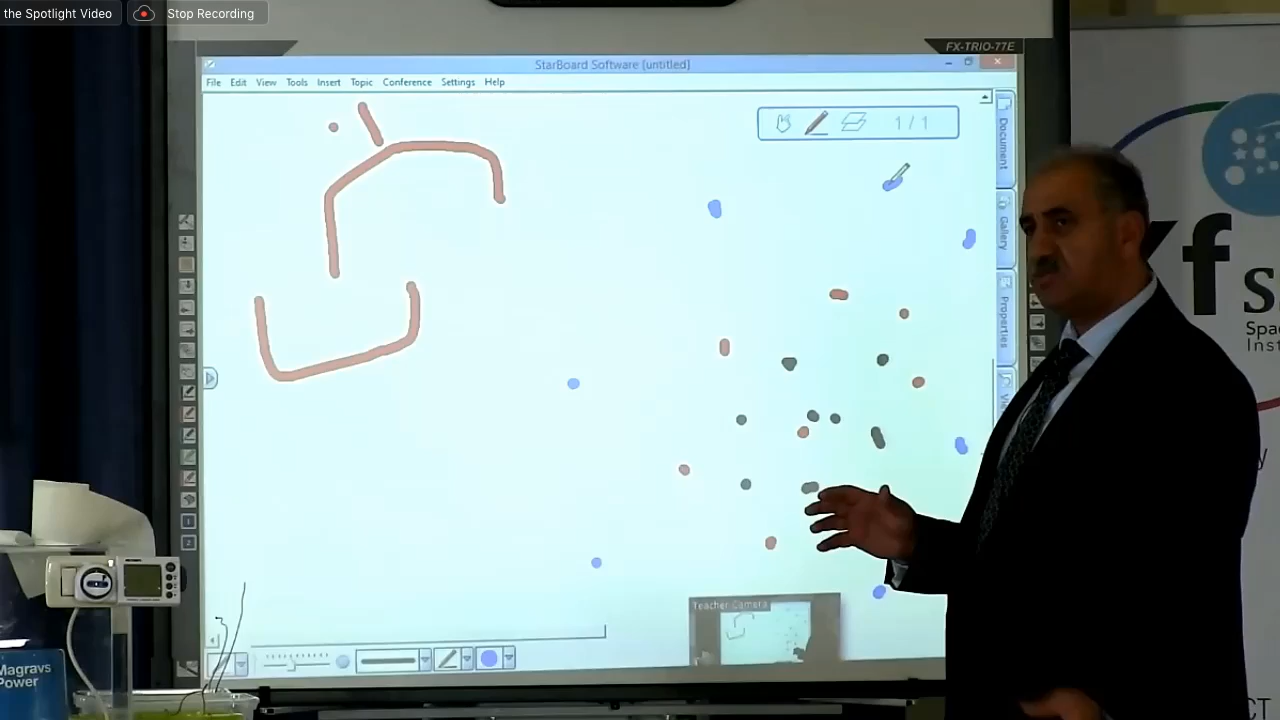 the Spotlight Video
Stop Recording
FX-TRIO-77E
StarBoard Software (untitled)
File Edit View Tools Insert Topic Conference Settings Help
1 / 1
Document
Gallery
Properties
Teacher Camera
Magravs
Power
kf
Inst